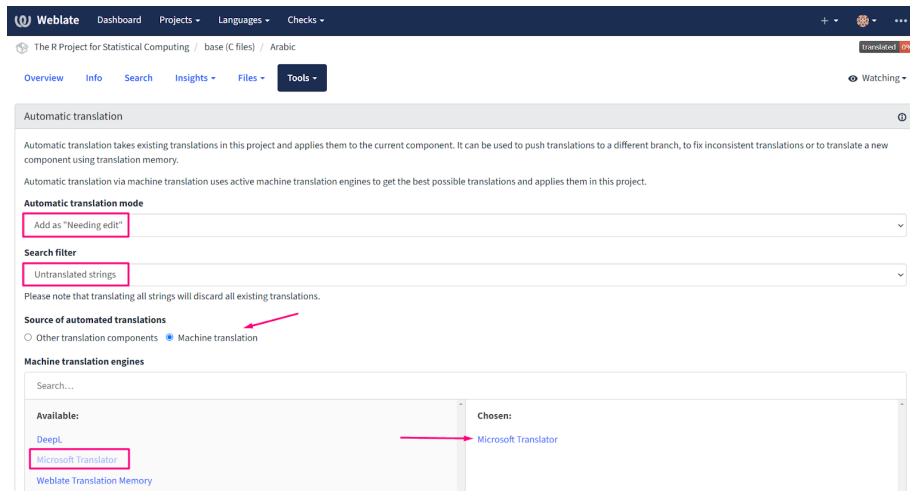 Weblate Dashboard Projects Languages Checks
The R Project for Statistical Computing / base (C files) / Arabic translated 0%
Overview Info Search Insights Files Tools Watching
Automatic translation
Automatic translation takes existing translations in this project and applies them to the current component. It can be used to push translations to a different branch, to fix inconsistent translations or to translate a new
component using translation memory.
Automatic translation via machine translation uses active machine translation engines to get the best possible translations and applies them in this project.
Automatic translation mode
Add as "Needing edit"
Search filter
Untranslated strings
Please note that translating all strings will discard all existing translations.
Source of automated translations
Other translation components Machine translation
Machine translation engines
Search...
Available: Chosen:
DeepL Microsoft Translator
Microsoft Translator
Weblate Translation Memory